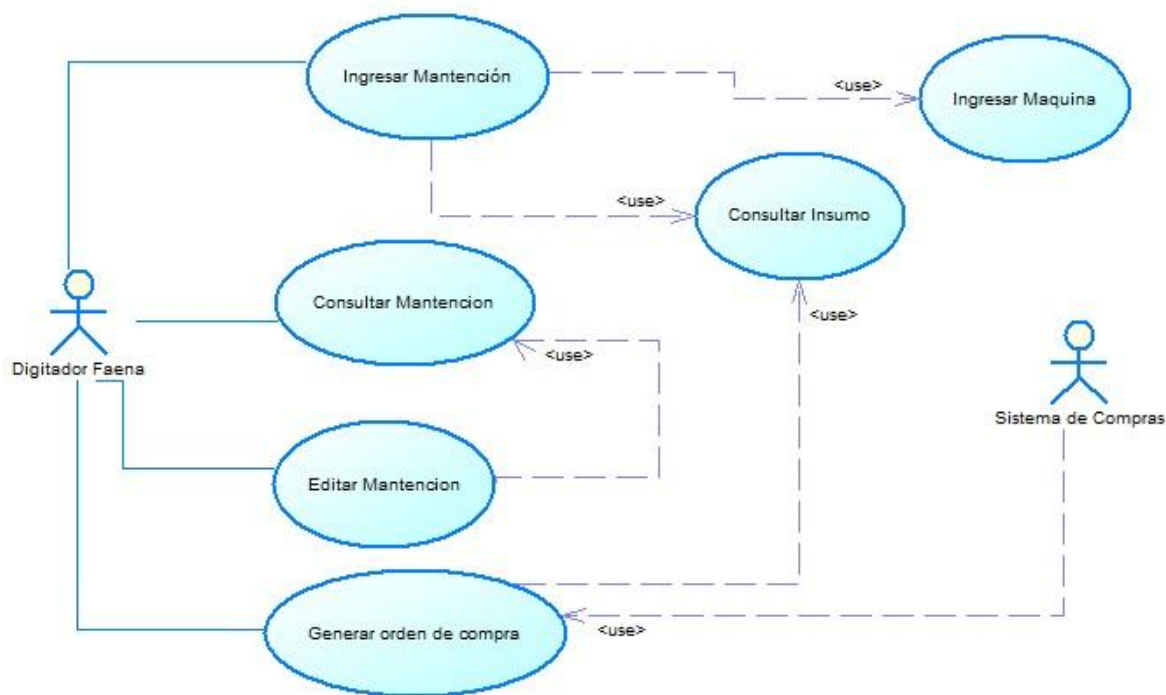 Ingresar Mantención
<use>
Ingresar Maquina
<use>
Consultar Insumo
Consultar Mantencion
<use>
<use>
Digitador Faena
Sistema de Compras
Editar Mantencion
Generar orden de compra
<use>